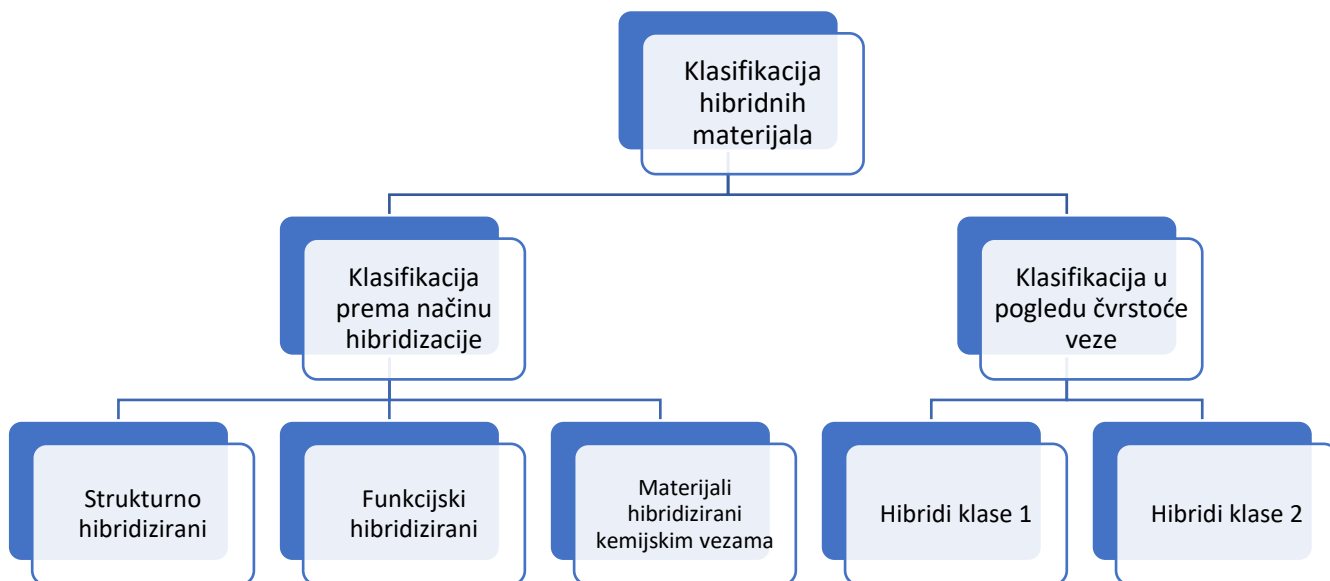 Klasifikacija
hibridnih
materijala
Klasifikacija
prema načinu
hibridizacije
Klasifikacija u
pogledu čvrstoće
veze
Strukturno
hibridizirani
Funkcijski
hibridizirani
Materijali
hibridizirani
kemijskim vezama
Hibridi klase 1
Hibridi klase 2